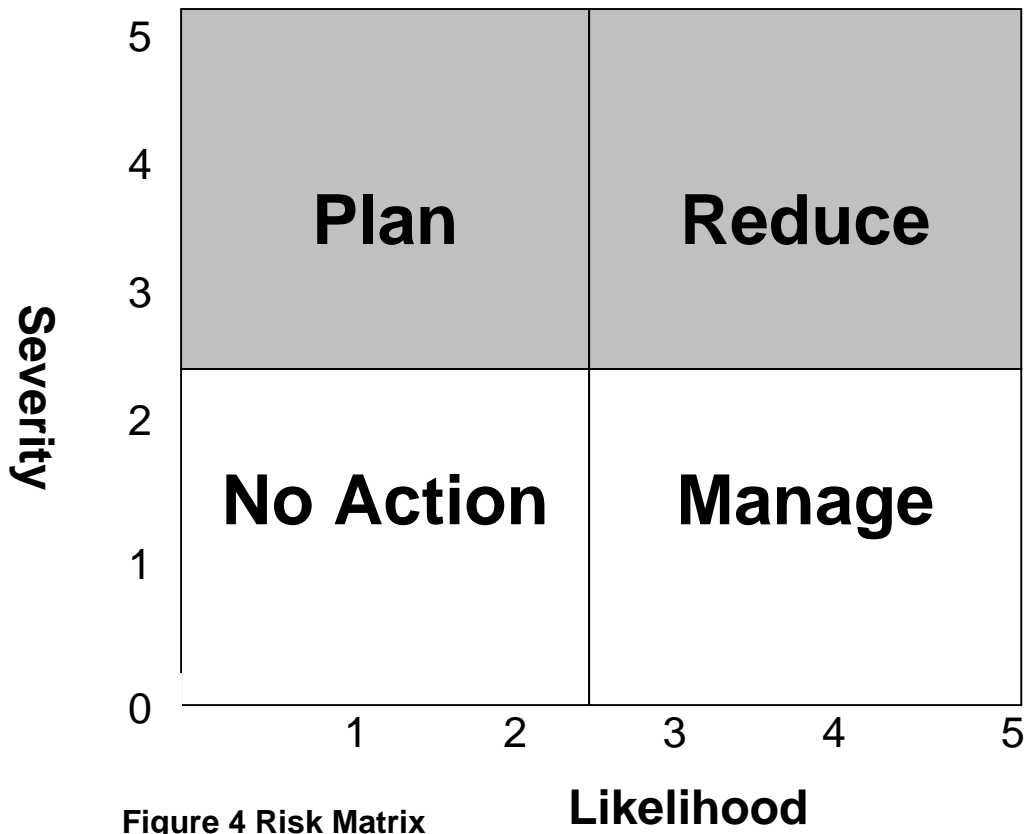 5
4
Plan Reduce
3
Severity
2
No Action Manage
1
0
1 2 3 4 5
Likelihood
Figure 4 Risk Matrix